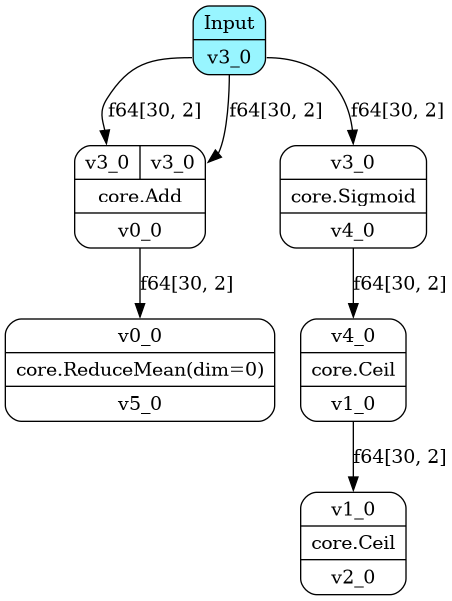 Input
v3_0
f64[30, 2]
f64[30, 2]
f64[30, 2]
v3_0
v3_0
core.Add
v0_0
v3_0
core.Sigmoid
v4_0
f64[30, 2]
f64[30, 2]
v0_0
core.ReduceMean(dim=0)
v5_0
v4_0
core.Ceil
v1_0
f64[30, 2]
v1_0
core.Ceil
v2_0